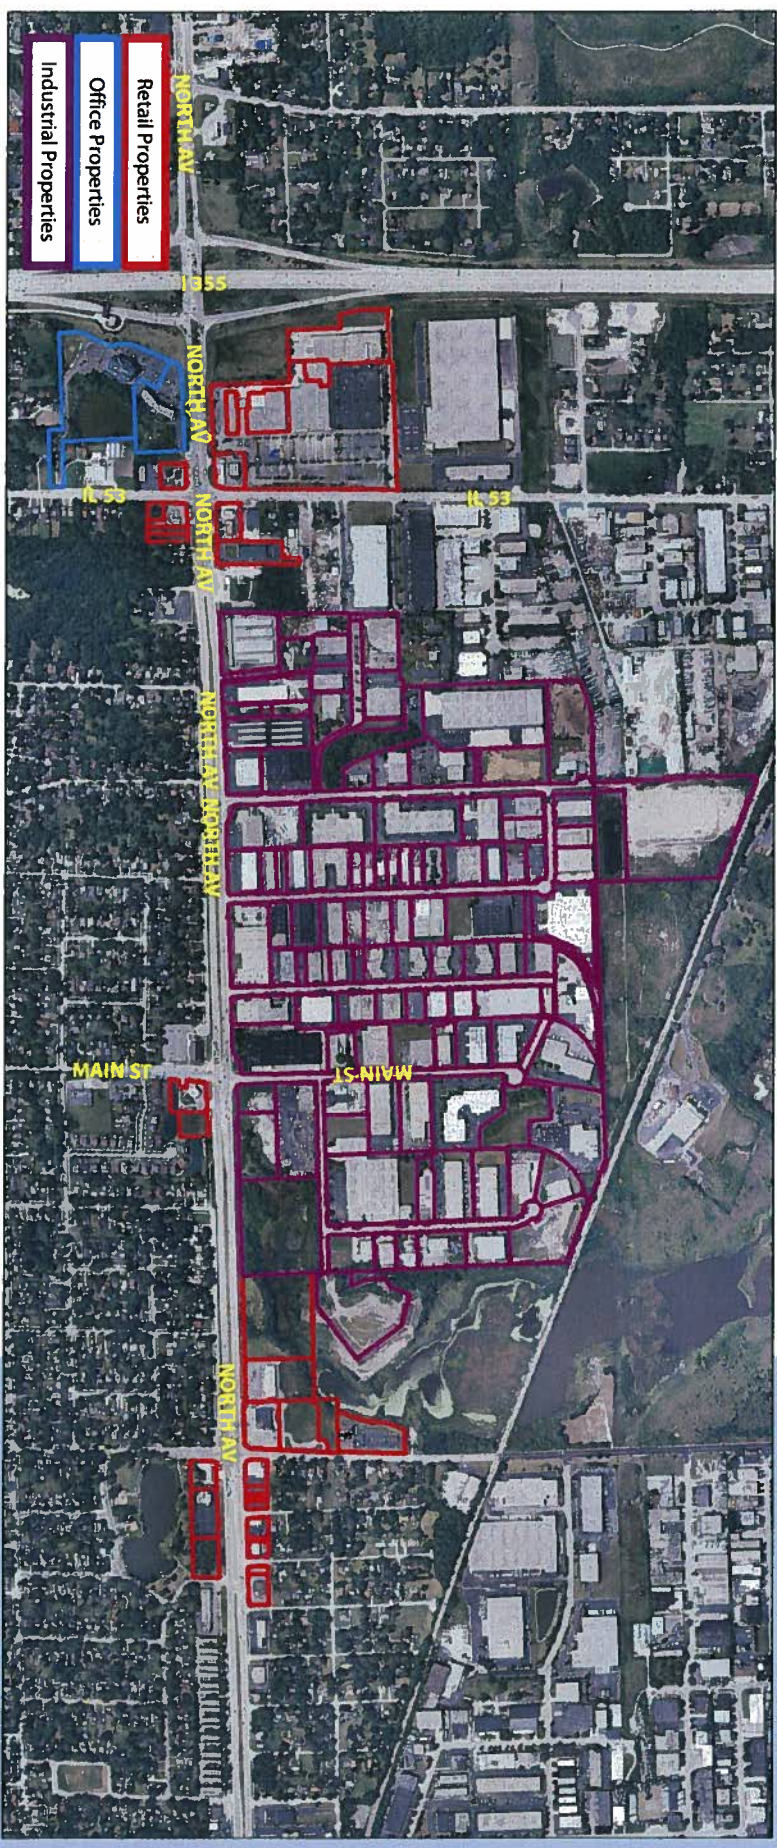 Retail Properties
Office Properties
Industrial Properties
NORTH AV
I 355
NORTH AV
IL 53
IL 53
NORTH AV
NORTH AV
NORTH AV
MAIN ST
MAIN ST
NORTH AV